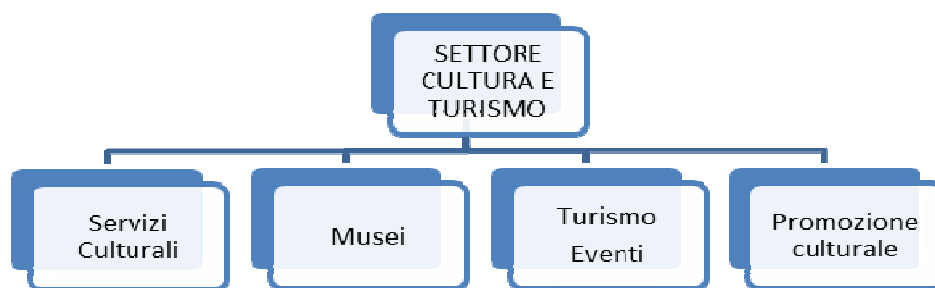 SETTORE
CULTURA E
TURISMO
Servizi
Culturali
Musei
Turismo
Eventi
Promozione
culturale